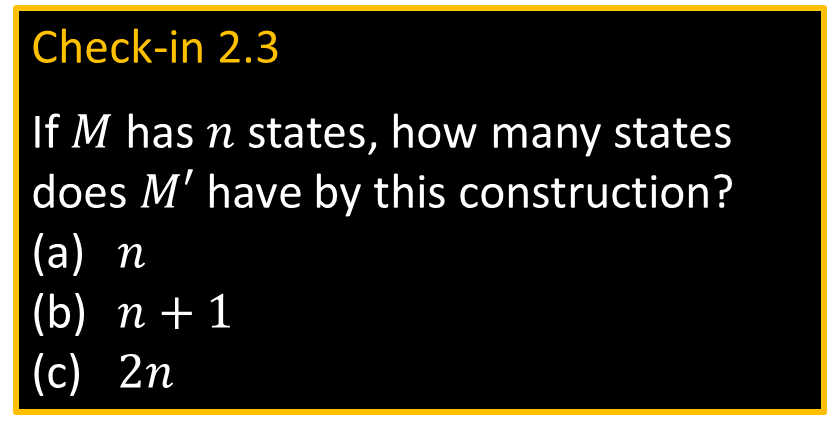 Check-in 2.3
If M has n states, how many states
does M′ have by this construction?
(a) n
(b) n + 1
(c) 2n